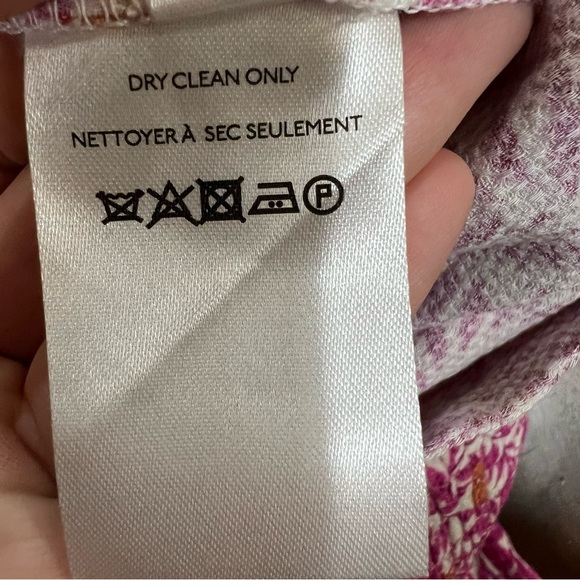 DRY CLEAN ONLY
NETTOYER À SEC SEULEMENT
P